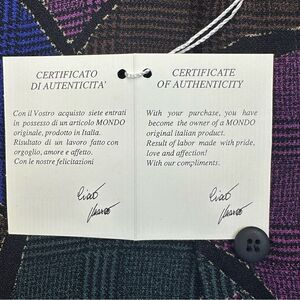 CERTIFICATO
DI AUTENTICITA'
Con il Vostro acquisto siete entrati
in possesso di un articolo MONDO
originale, prodotto in Italia.
Risultato di un lavoro fatto con
orgoglio, amore e affetto.
Con le nostre felicitazioni
Ciao
CERTIFICATE
OF AUTHENTICITY
With your purchase, you have
become the owner of a MONDO
original italian product.
Result of labor made with pride,
love and affection!
With our compliments.
Ciao